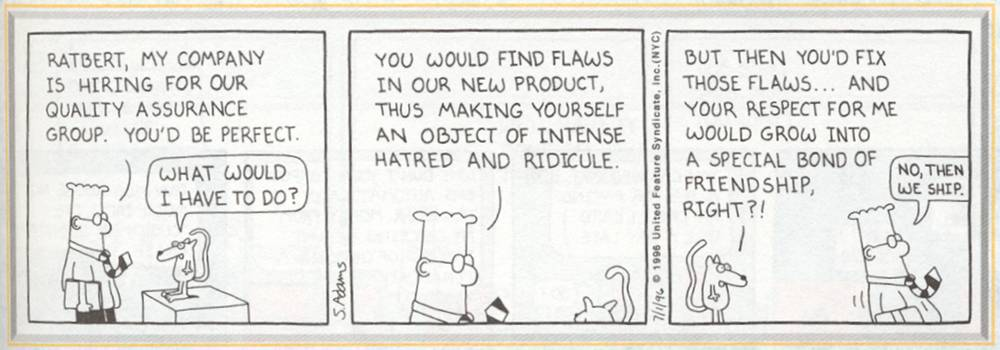 RATBERT, MY COMPANY
IS HIRING FOR OUR
QUALITY ASSURANCE
GROUP. YOU'D BE PERFECT.
WHAT WOULD
I HAVE TO DO?
S.Adams
YOU WOULD FIND FLAWS
IN OUR NEW PRODUCT,
THUS MAKING YOURSELF
AN OBJECT OF INTENSE
HATRED AND RIDICULE.
7/1/96 © 1996 United Feature Syndicate, Inc.(NYC)
BUT THEN YOU'D FIX
THOSE FLAWS... AND
YOUR RESPECT FOR ME
WOULD GROW INTO
A SPECIAL BOND OF
FRIENDSHIP,
RIGHT?!
NO, THEN
WE SHIP.